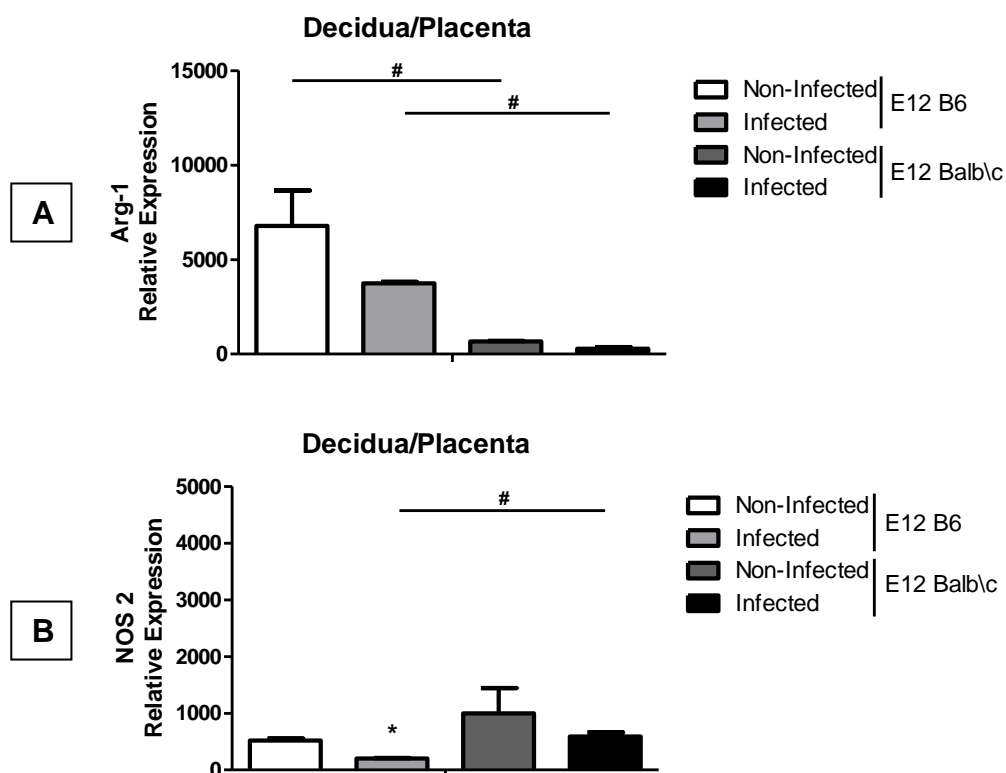 Decidua/Placenta
A
Arg-1
Relative Expression
15000
10000
5000
0
#
#
Non-Infected
Infected
E12 B6
Non-Infected
Infected
E12 Balb\c
Decidua/Placenta
B
NOS 2
Relative Expression
5000
4000
3000
2000
1000
0
#
*
Non-Infected
Infected
E12 B6
Non-Infected
Infected
E12 Balb\c